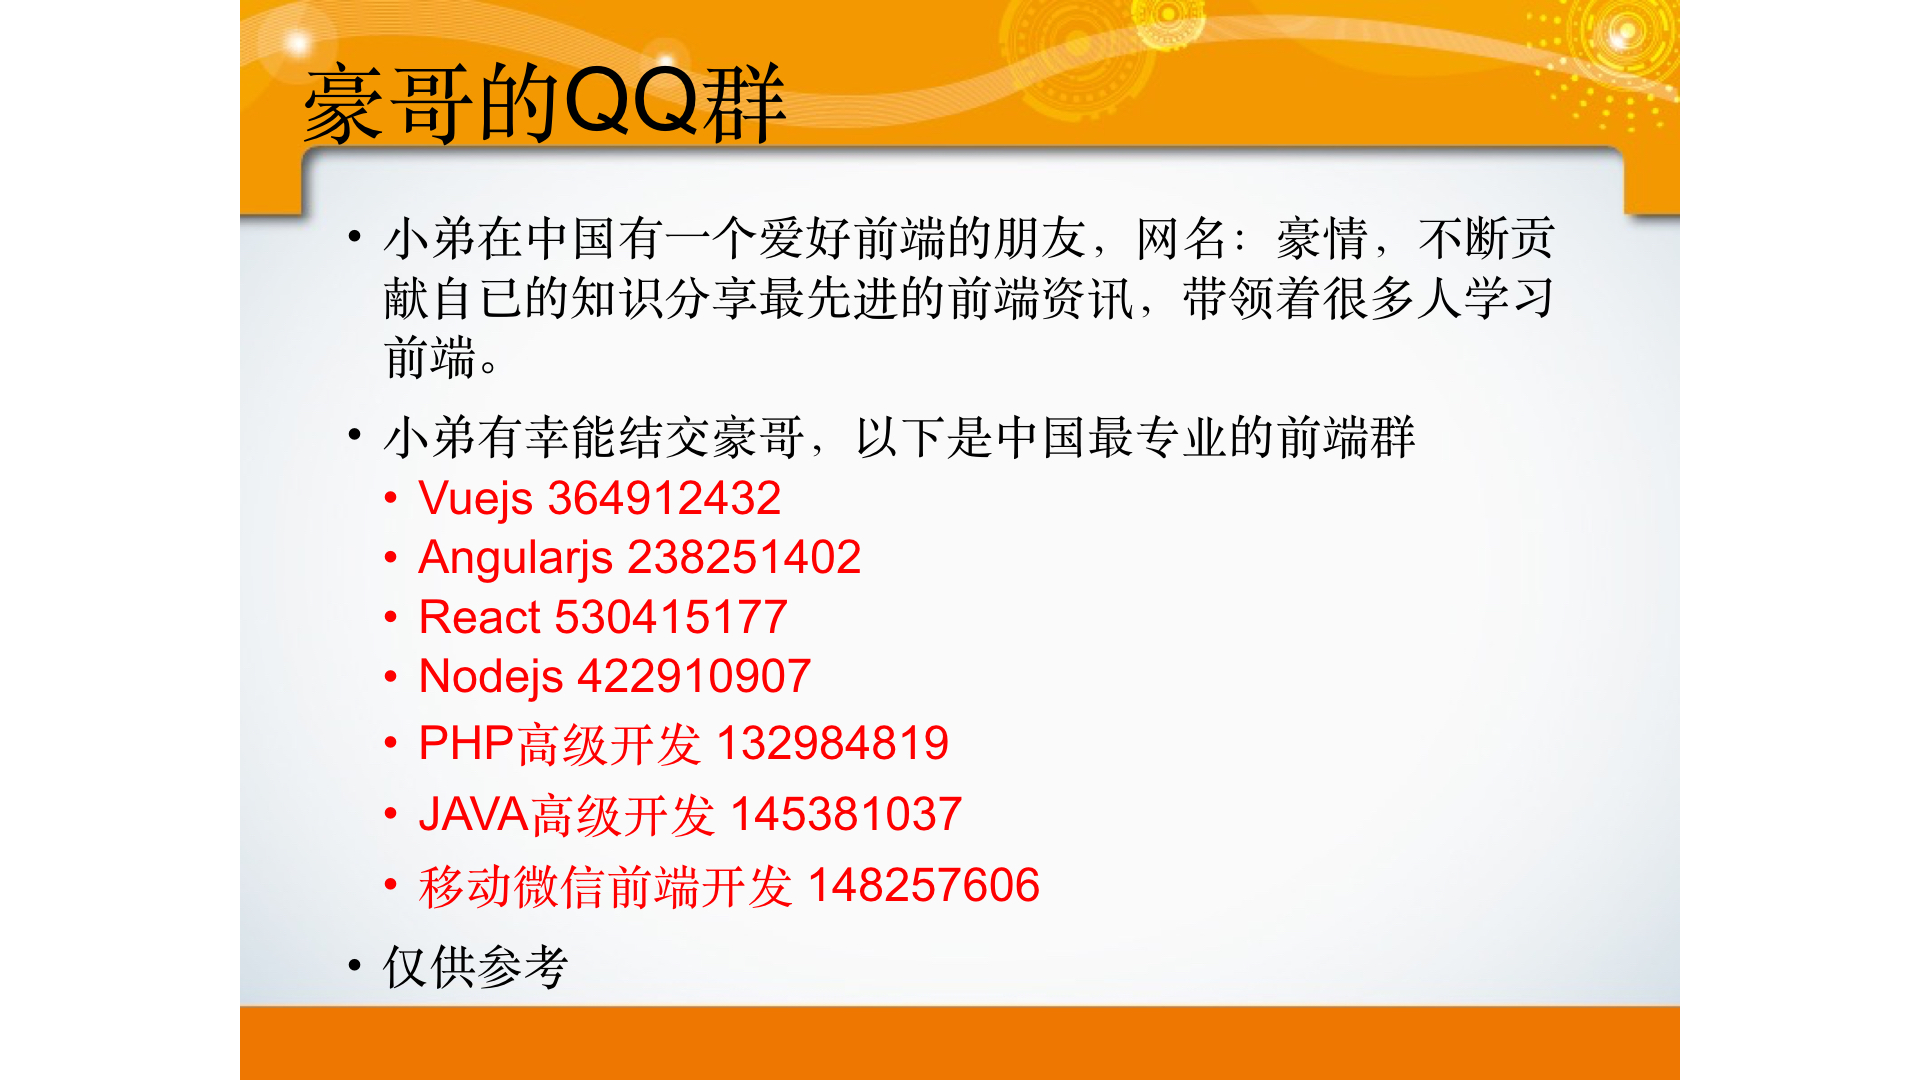 豪哥的QQ群
• 小弟在中国有一个爱好前端的朋友，网名：豪情，不断贡
献自已的知识分享最先进的前端资讯，带领着很多人学习
前端。
• 小弟有幸能结交豪哥，以下是中国最专业的前端群
• Vuejs 364912432
• Angularjs 238251402
• React 530415177
• Nodejs 422910907
• PHP高级开发 132984819
• JAVA高级开发 145381037
• 移动微信前端开发 148257606
• 仅供参考